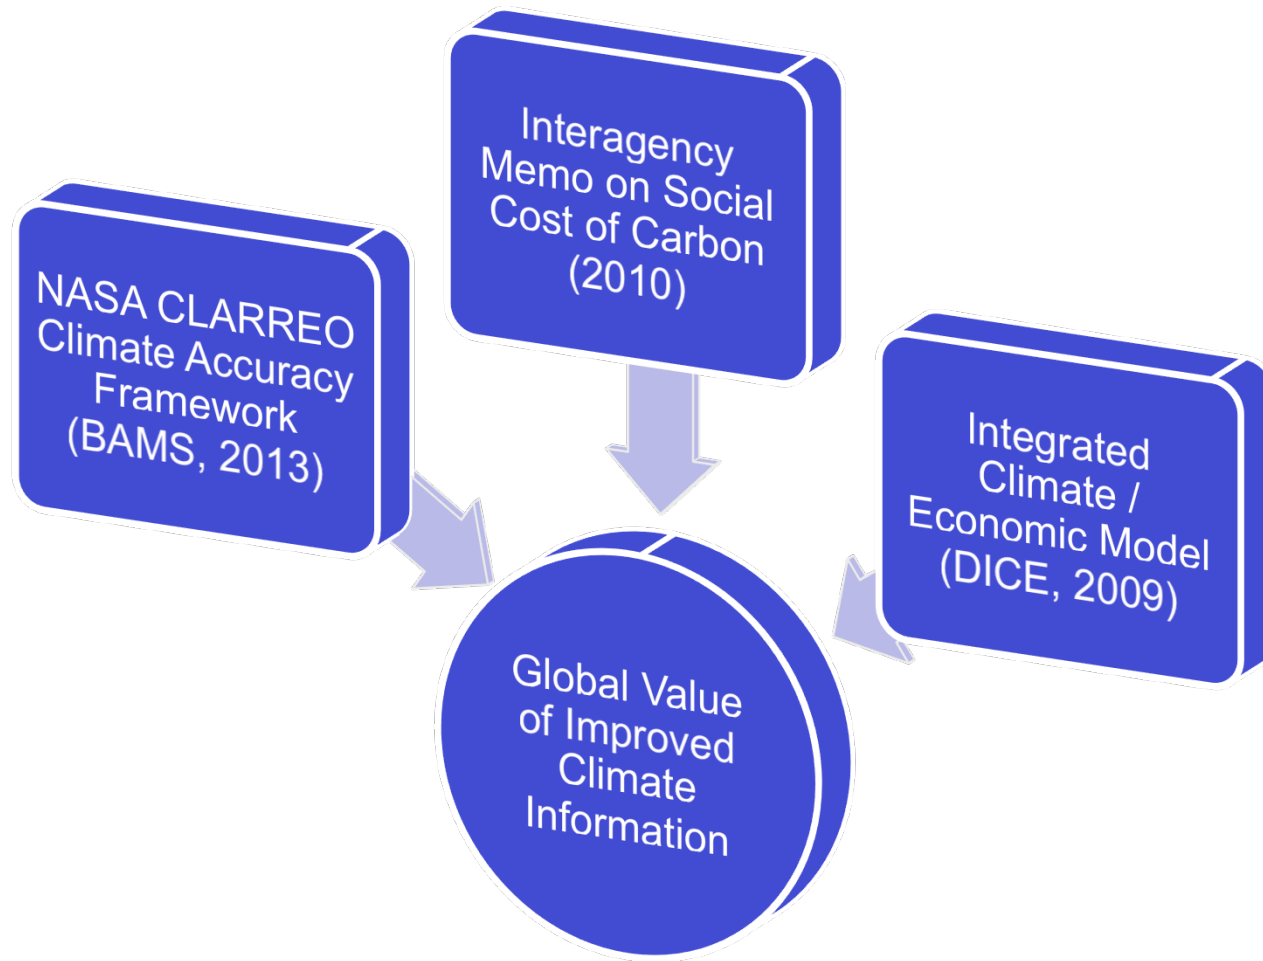 Interagency
Memo on Social
Cost of Carbon
(2010)
NASA CLARREO
Climate Accuracy
Framework
(BAMS, 2013)
Integrated
Climate /
Economic Model
(DICE, 2009)
Global Value
of Improved
Climate
Information